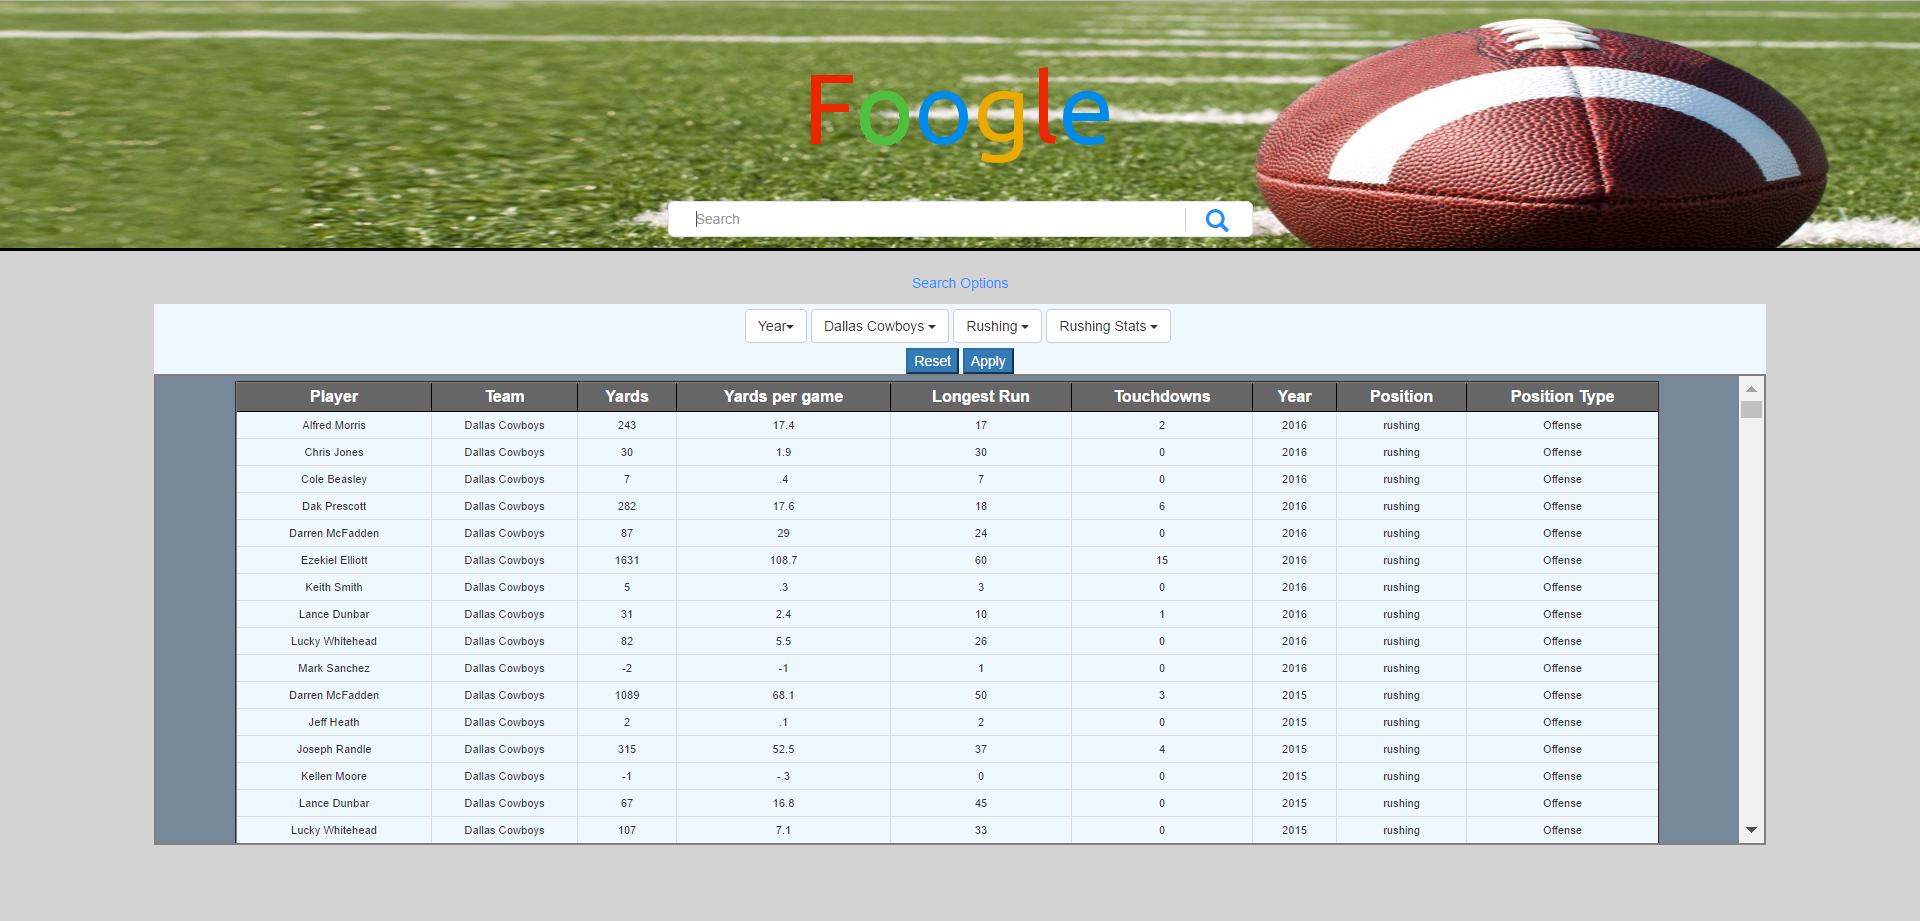 Foogle
Search
Search Options
Year Dallas Cowboys Rushing Rushing Stats
Reset Apply
Player Team Yards Yards per game Longest Run Touchdowns Year Position Position Type
Alfred Morris Dallas Cowboys 243 17.4 17 2 2016 rushing Offense
Chris Jones Dallas Cowboys 30 1.9 30 0 2016 rushing Offense
Cole Beasley Dallas Cowboys 7 .4 7 0 2016 rushing Offense
Dak Prescott Dallas Cowboys 282 17.6 18 6 2016 rushing Offense
Darren McFadden Dallas Cowboys 87 29 24 0 2016 rushing Offense
Ezekiel Elliott Dallas Cowboys 1631 108.7 60 15 2016 rushing Offense
Keith Smith Dallas Cowboys 5 .3 3 0 2016 rushing Offense
Lance Dunbar Dallas Cowboys 31 2.4 10 1 2016 rushing Offense
Lucky Whitehead Dallas Cowboys 82 5.5 26 0 2016 rushing Offense
Mark Sanchez Dallas Cowboys -2 -1 1 0 2016 rushing Offense
Darren McFadden Dallas Cowboys 1089 68.1 50 3 2015 rushing Offense
Jeff Heath Dallas Cowboys 2 .1 2 0 2015 rushing Offense
Joseph Randle Dallas Cowboys 315 52.5 37 4 2015 rushing Offense
Kellen Moore Dallas Cowboys -1 -.3 0 0 2015 rushing Offense
Lance Dunbar Dallas Cowboys 67 16.8 45 0 2015 rushing Offense
Lucky Whitehead Dallas Cowboys 107 7.1 33 0 2015 rushing Offense